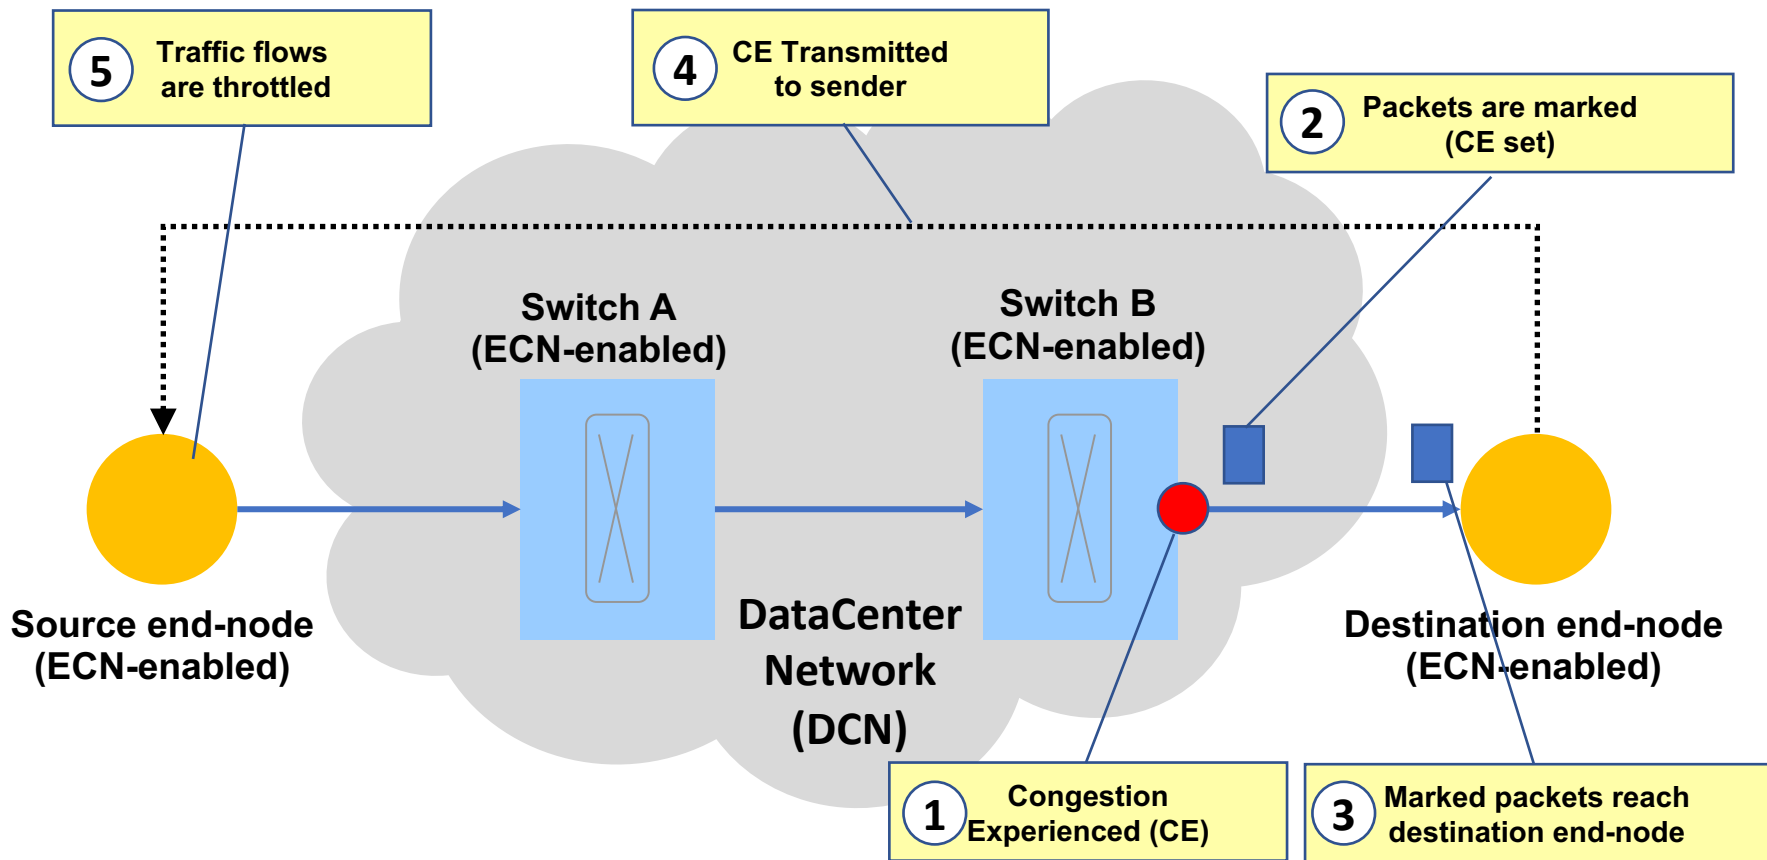 5
Traffic flows
are throttled
4
CE Transmitted
to sender
2
Packets are marked
(CE set)
Switch A
(ECN-enabled)
Switch B
(ECN-enabled)
Source end-node
(ECN-enabled)
DataCenter
Network
(DCN)
Destination end-node
(ECN-enabled)
1
Congestion
Experienced (CE)
3
Marked packets reach
destination end-node